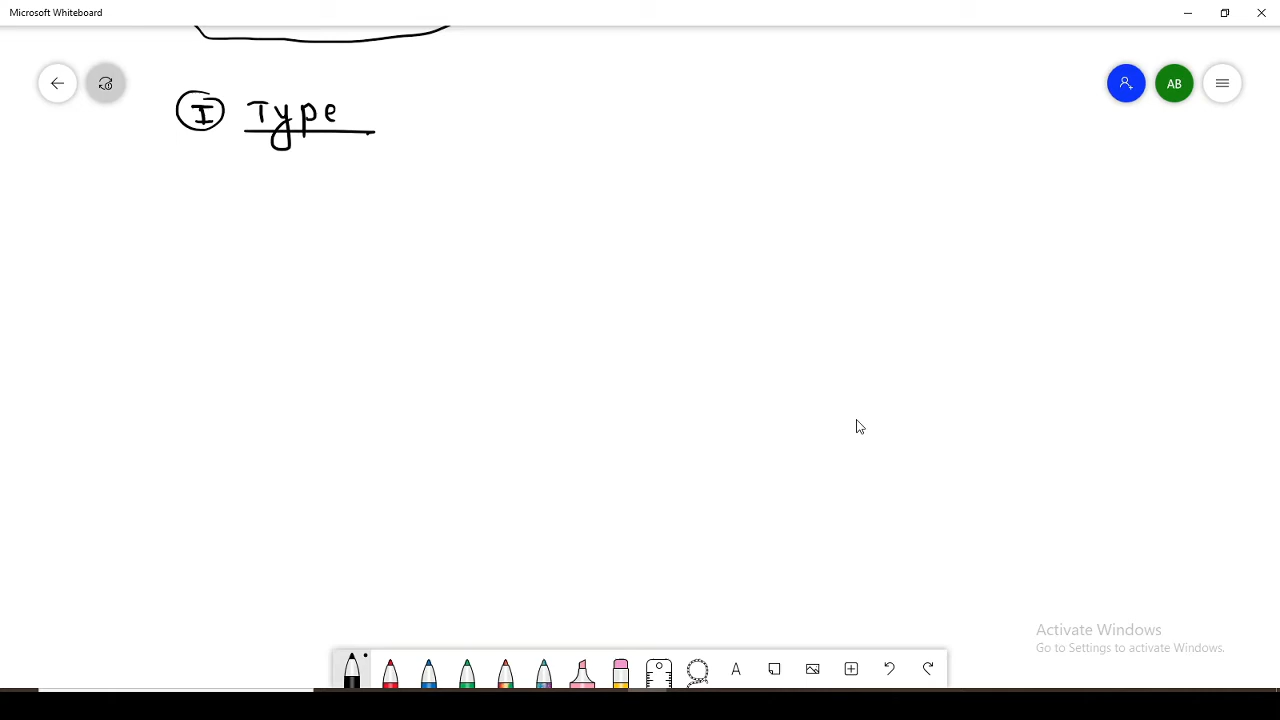 Microsoft Whiteboard
AB
I Type
Activate Windows
Go to Settings to activate Windows.
A